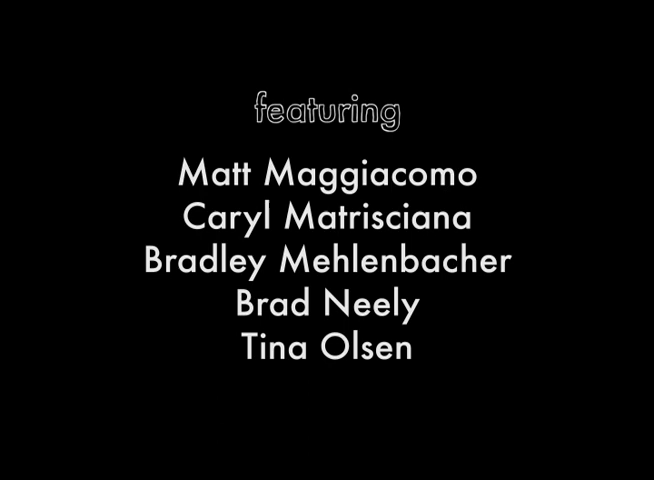 featuring
Matt Maggiacomo
Caryl Matrisciana
Bradley Mehlenbacher
Brad Neely
Tina Olsen